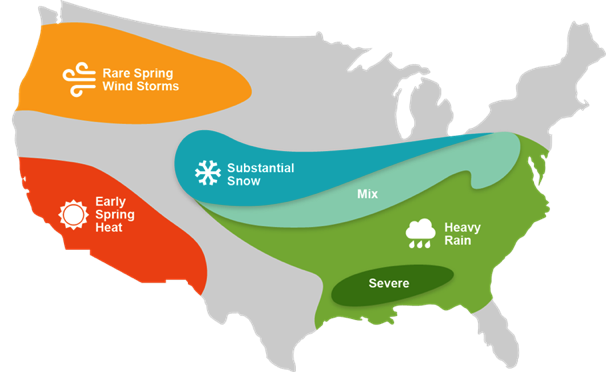 Rare Spring
Wind Storms
Substantial
Snow
Mix
Early
Spring
Heat
Heavy
Rain
Severe